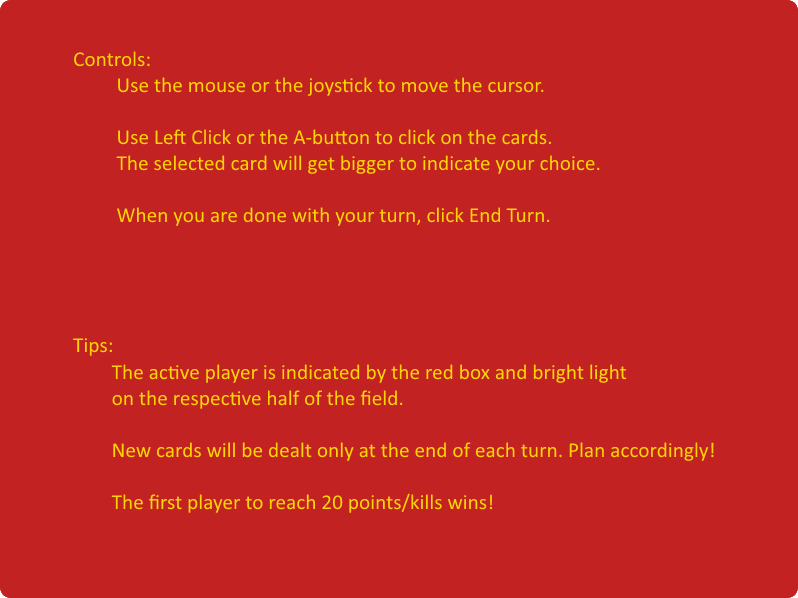 Controls:
Use the mouse or the joystick to move the cursor.
Use Left Click or the A-button to click on the cards.
The selected card will get bigger to indicate your choice.
When you are done with your turn, click End Turn.
Tips:
The active player is indicated by the red box and bright light
on the respective half of the field.
New cards will be dealt only at the end of each turn. Plan accordingly!
The first player to reach 20 points/kills wins!